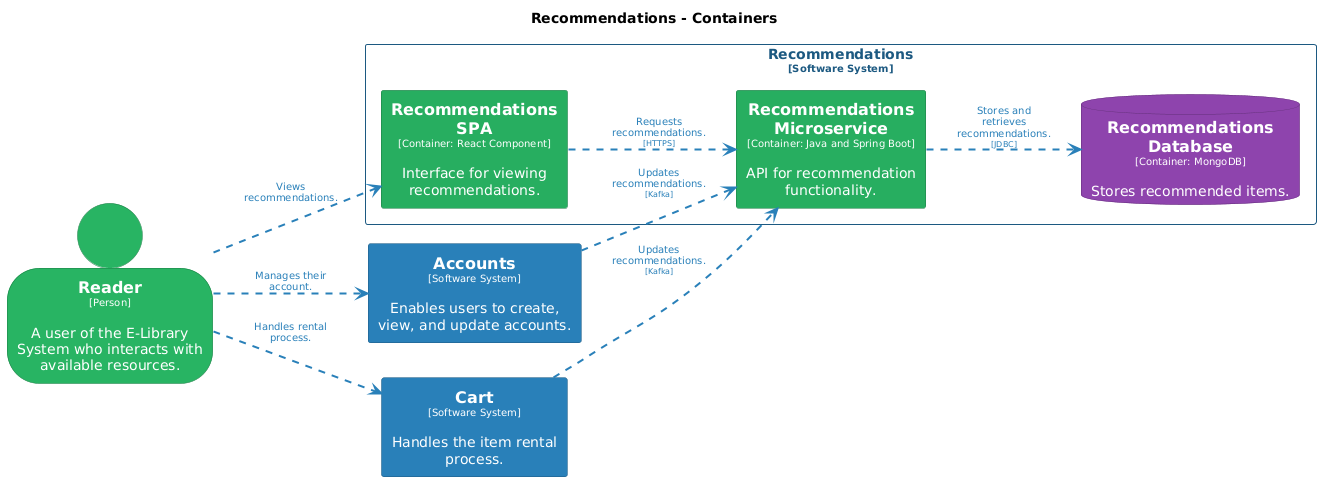 Recommendations - Containers
Recommendations
[Software System]
Recommendations
SPA
[Container: React Component]
Interface for viewing
recommendations.
Requests
recommendations.
[HTTPS]
Recommendations
Microservice
[Container: Java and Spring Boot]
API for recommendation
functionality.
Stores and
retrieves
recommendations.
[JDBC]
Recommendations
Database
[Container: MongoDB]
Stores recommended items.
Views
recommendations.
Updates
recommendations.
[Kafka]
Reader
[Person]
A user of the E-Library
System who interacts with
available resources.
Manages their
account.
Accounts
[Software System]
Enables users to create,
view, and update accounts.
Updates
recommendations.
[Kafka]
Handles rental
process.
Cart
[Software System]
Handles the item rental
process.